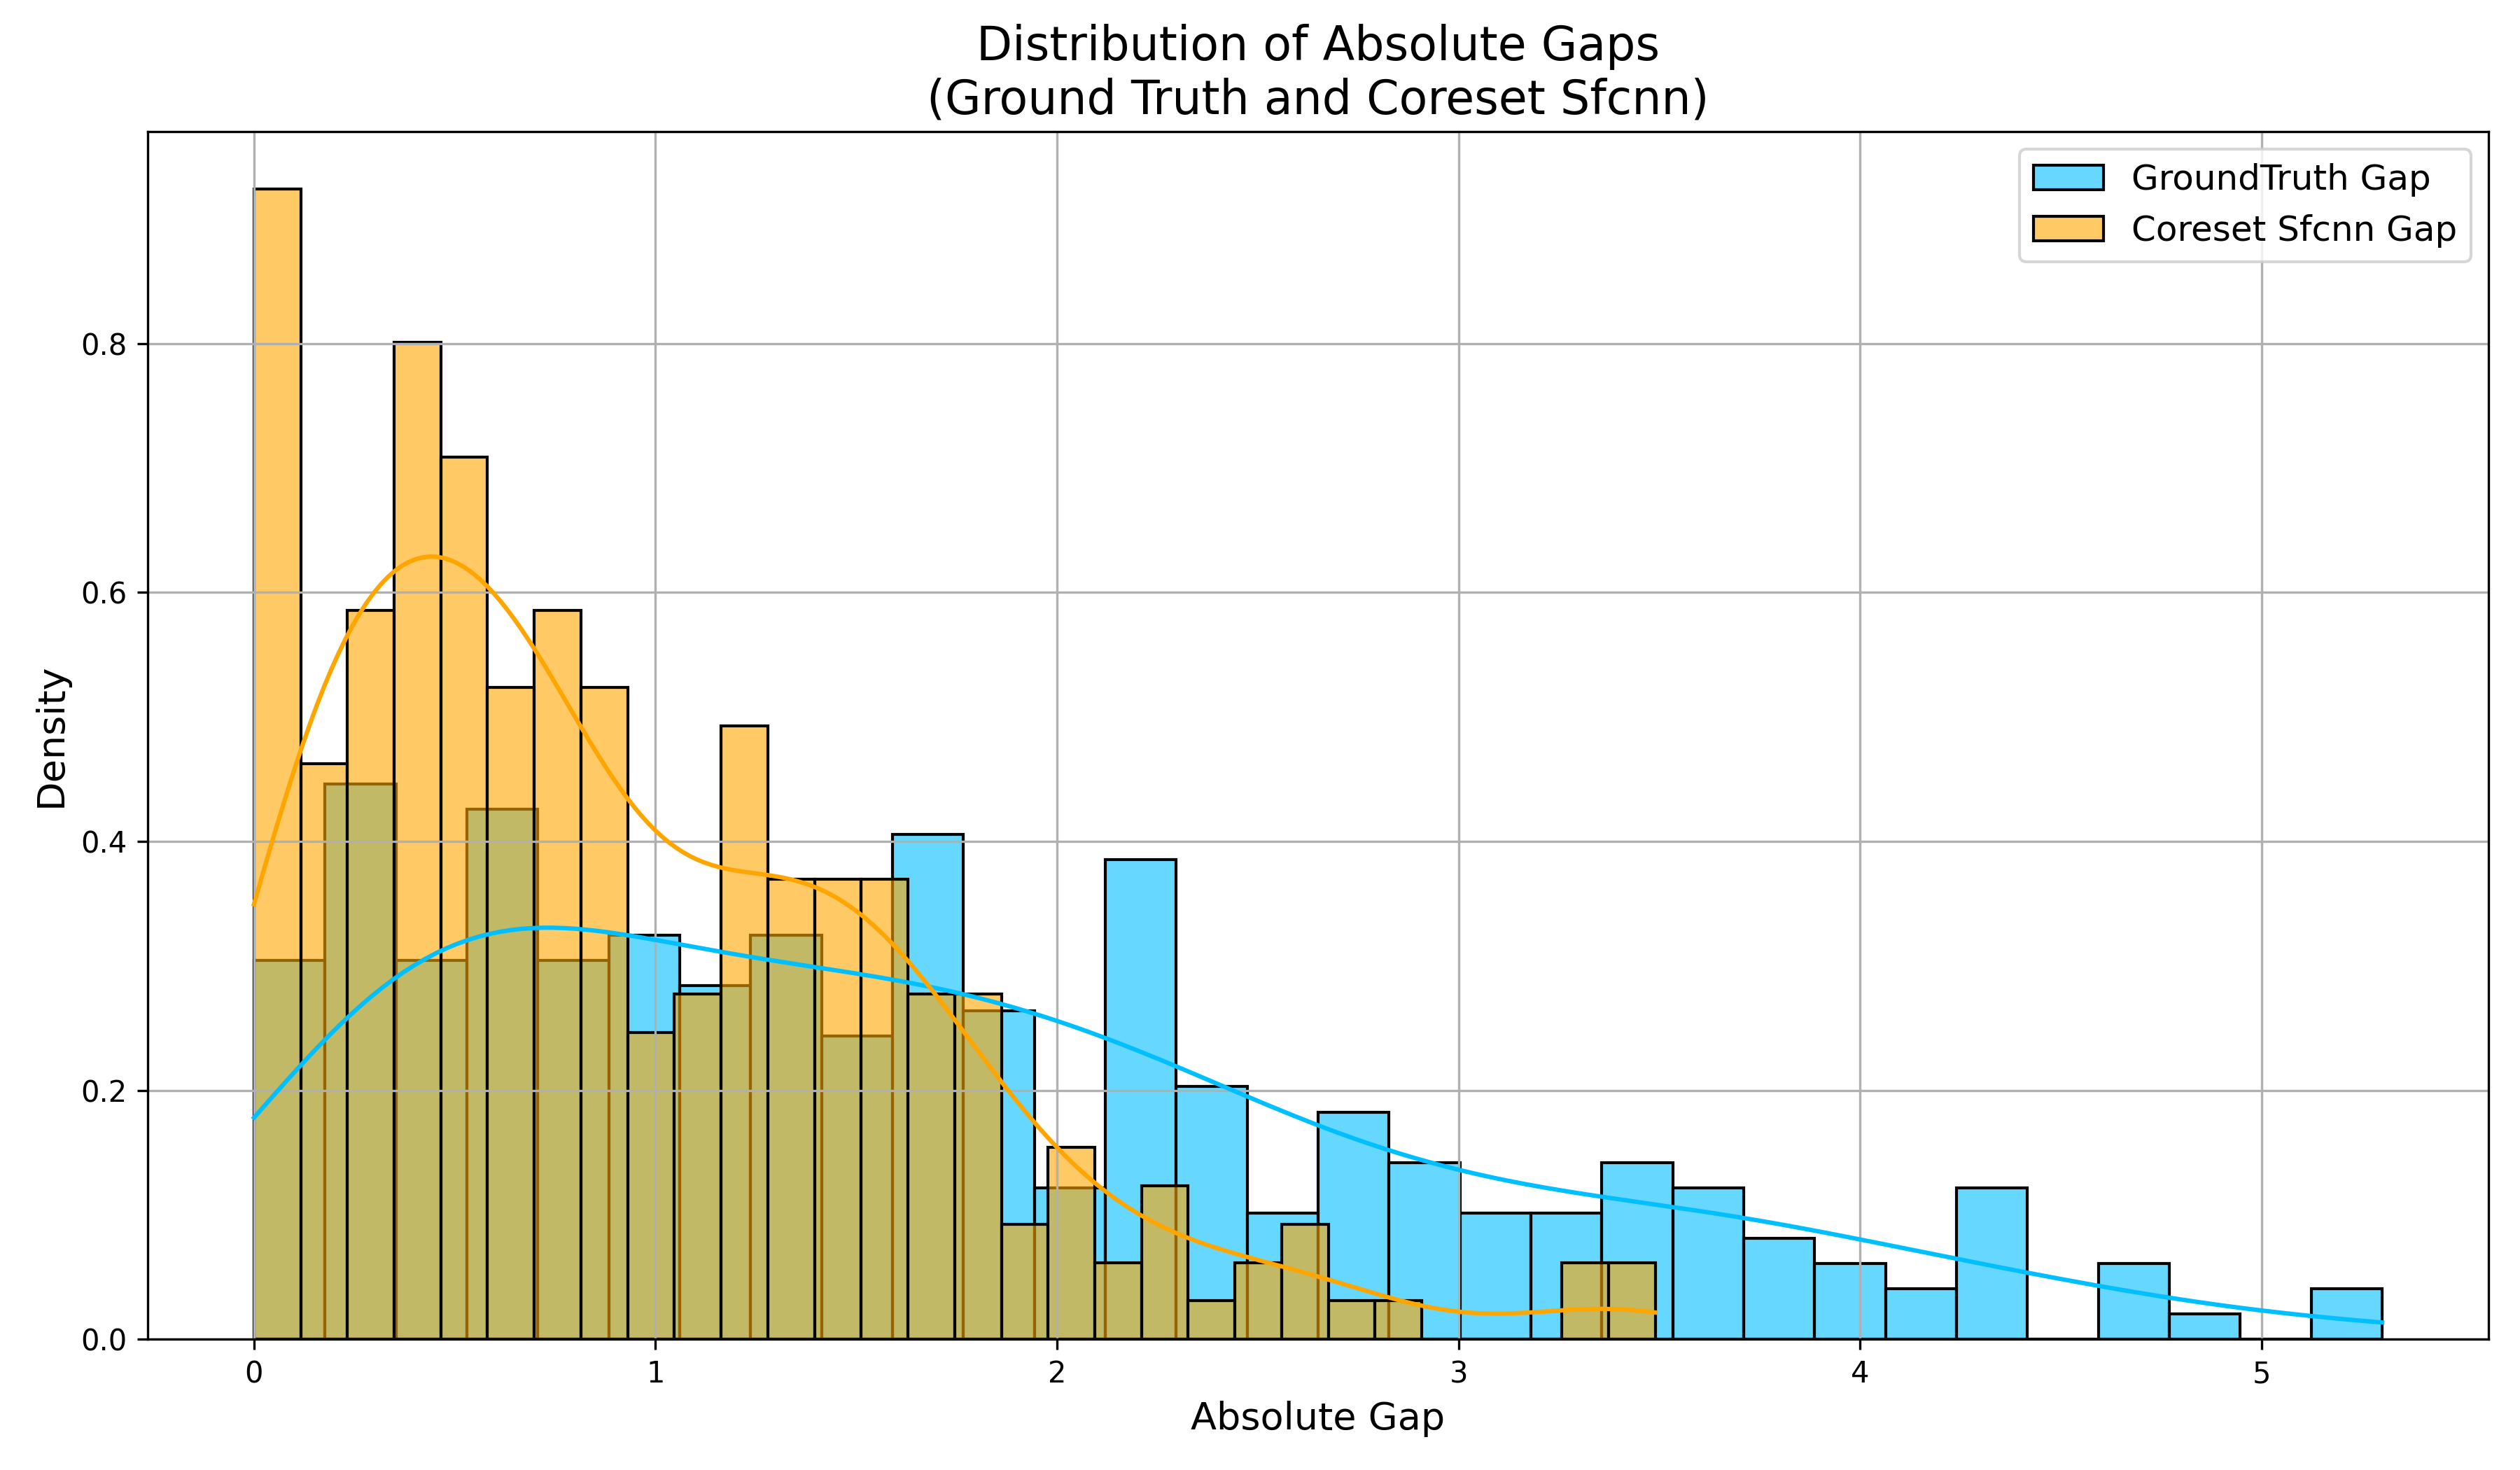 Distribution of Absolute Gaps
(Ground Truth and Coreset Sfcnn)
GroundTruth Gap
Coreset Sfcnn Gap
Density
0.8
0.6
0.4
0.2
0.0
0 1 2 3 4 5
Absolute Gap